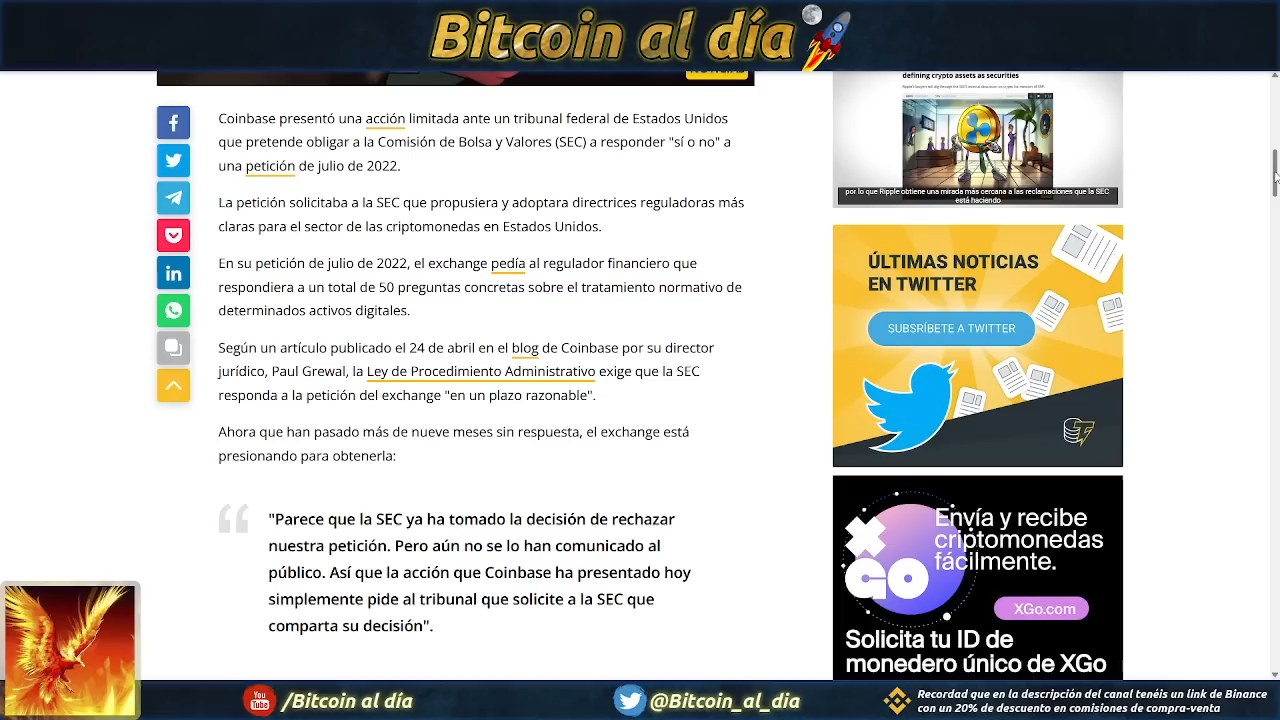 Bitcoin al día
NOTICIAS
Coinbase presentó una acción limitada ante un tribunal federal de Estados Unidos
que pretende obligar a la Comisión de Bolsa y Valores (SEC) a responder "sí o no" a
una petición de julio de 2022.
La petición solicitaba a la SEC que propusiera y adoptara directrices reguladoras más
claras para el sector de las criptomonedas en Estados Unidos.
En su petición de julio de 2022, el exchange pedía al regulador financiero que
respondiera a un total de 50 preguntas concretas sobre el tratamiento normativo de
determinados activos digitales.
Según un artículo publicado el 24 de abril en el blog de Coinbase por su director
jurídico, Paul Grewal, la Ley de Procedimiento Administrativo exige que la SEC
responda a la petición del exchange "en un plazo razonable".
Ahora que han pasado más de nueve meses sin respuesta, el exchange está
presionando para obtenerla:
"Parece que la SEC ya ha tomado la decisión de rechazar
nuestra petición. Pero aún no se lo han comunicado al
público. Así que la acción que Coinbase ha presentado hoy
simplemente pide al tribunal que solicite a la SEC que
comparta su decisión".
defining crypto assets as securities
por lo que Ripple obtiene una mirada más cercana a las reclamaciones que la SEC
está haciendo
ÚLTIMAS NOTICIAS
EN TWITTER
SUBSRÍBETE A TWITTER
XGO
Envía y recibe
criptomonedas
fácilmente.
XGo.com
Solicita tu ID de
monedero único de XGo
You Tube
/Bitcoin al día
@Bitcoin_al_dia
Recordad que en la descripción del canal tenéis un link de Binance
con un 20% de descuento en comisiones de compra-venta